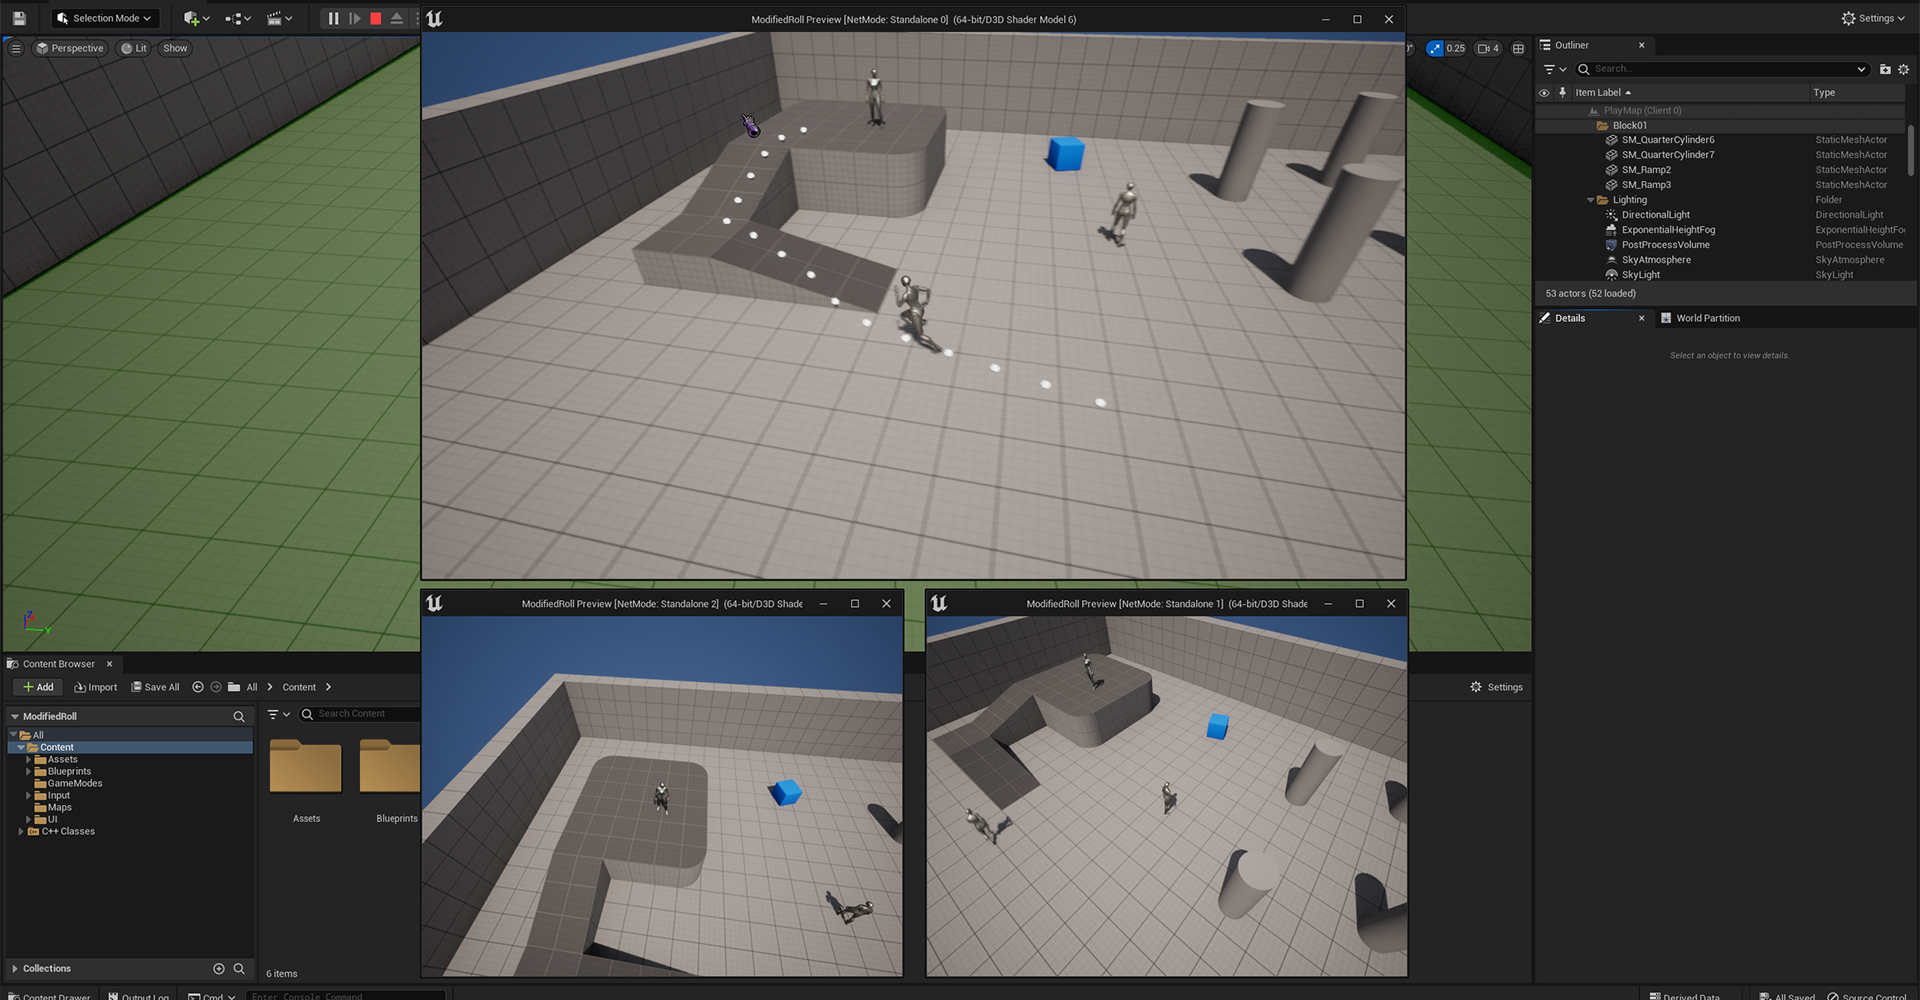 Selection Mode
Settings
Perspective
Lit
Show
ModifiedRoll Preview [NetMode: Standalone 0]  (64-bit/D3D Shader Model 6)
0.25
4
Outliner
Search...
Item Label
Type
PlayMap (Client 0)
Block01
SM_QuarterCylinder6 StaticMeshActor
SM_QuarterCylinder7 StaticMeshActor
SM_Ramp2 StaticMeshActor
SM_Ramp3 StaticMeshActor
Lighting Folder
DirectionalLight DirectionalLight
ExponentialHeightFog ExponentialHeightFo
PostProcessVolume PostProcessVolume
SkyAtmosphere SkyAtmosphere
SkyLight SkyLight
53 actors (52 loaded)
Details
World Partition
Select an object to view details.
Z
Y
ModifiedRoll Preview [NetMode: Standalone 2]  (64-bit/D3D Shade
ModifiedRoll Preview [NetMode: Standalone 1]  (64-bit/D3D Shade
Content Browser
Add
Import
Save All
All
Content
Settings
ModifiedRoll
Search Content
All
Content
Assets
Blueprints
GameModes
Input
Maps
UI
C++ Classes
Assets
Blueprints
Collections
6 items
Content Drawer
Output Log
Cmd
Enter Console Command
Derived Data
All Saved
Source Control